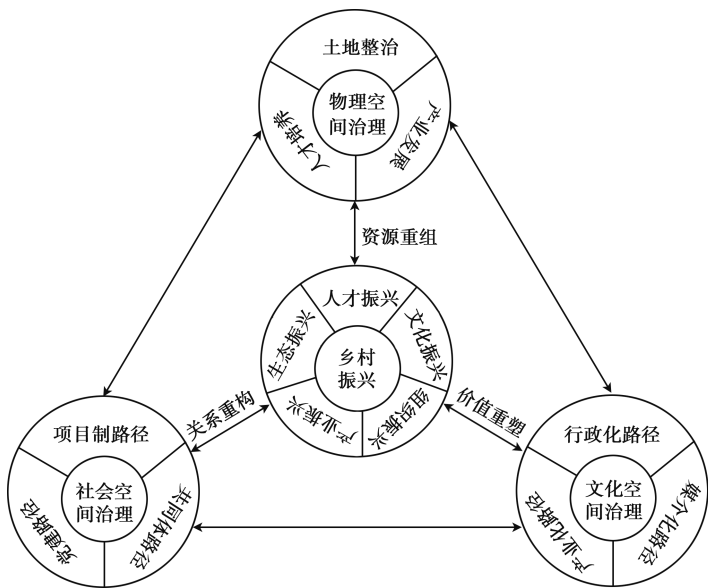 土地整治
物理空
间治理
人才培养
产业发展
资源重组
人才振兴
生态振兴
文化振兴
乡村
振兴
产业振兴
组织振兴
关系重构
价值重塑
项目制路径
社会空
间治理
党建路径
共同体路径
行政化路径
文化空
间治理
产业化路径
媒介化路径